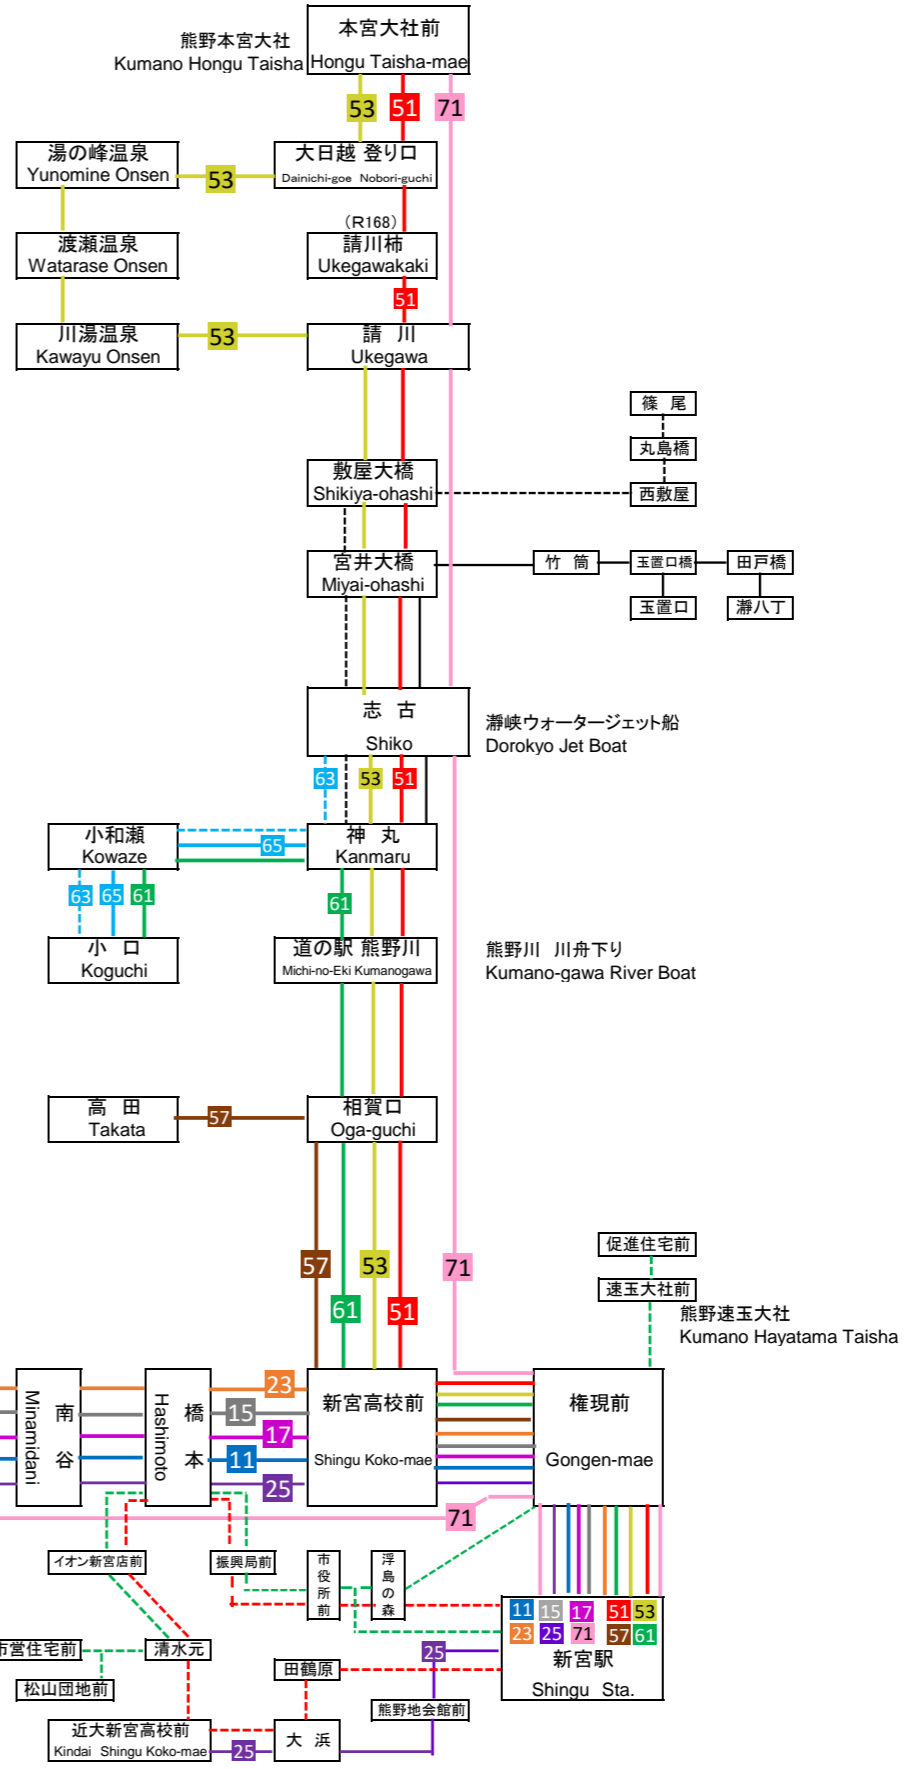 熊野本宮大社
Kumano Hongu Taisha
本宮大社前
Hongu Taisha-mae
53
51
71
湯の峰温泉
Yunomine Onsen
53
大日越 登り口
Dainichi-goe Nobori-guchi
渡瀬温泉
Watarase Onsen
(R168)
請川柿
Ukegawakaki
51
川湯温泉
Kawayu Onsen
53
請 川
Ukegawa
篠 尾
丸島橋
西敷屋
敷屋大橋
Shikiya-ohashi
宮井大橋
Miyai-ohashi
竹 筒
玉置口橋
田戸橋
玉置口
瀞八丁
志 古
Shiko
瀞峡ウォータージェット船
Dorokyo Jet Boat
63
53
51
小和瀬
Kowaze
65
神 丸
Kanmaru
63
65
61
61
小 口
Koguchi
道の駅 熊野川
Michi-no-Eki Kumanogawa
熊野川 川舟下り
Kumano-gawa River Boat
高 田
Takata
57
相賀口
Oga-guchi
57
53
71
61
51
促進住宅前
速玉大社前
熊野速玉大社
Kumano Hayatama Taisha
南谷
Minamidani
橋本
Hashimoto
23
15
17
11
25
新宮高校前
Shingu Koko-mae
権現前
Gongen-mae
71
イオン新宮店前
振興局前
市役所前
浮島の森
11 15 17 51 53
23 25 71 57 61
新宮駅
Shingu Sta.
市営住宅前
清水元
松山団地前
田鶴原
25
熊野地会館前
近大新宮高校前
Kindai Shingu Koko-mae
25
大 浜